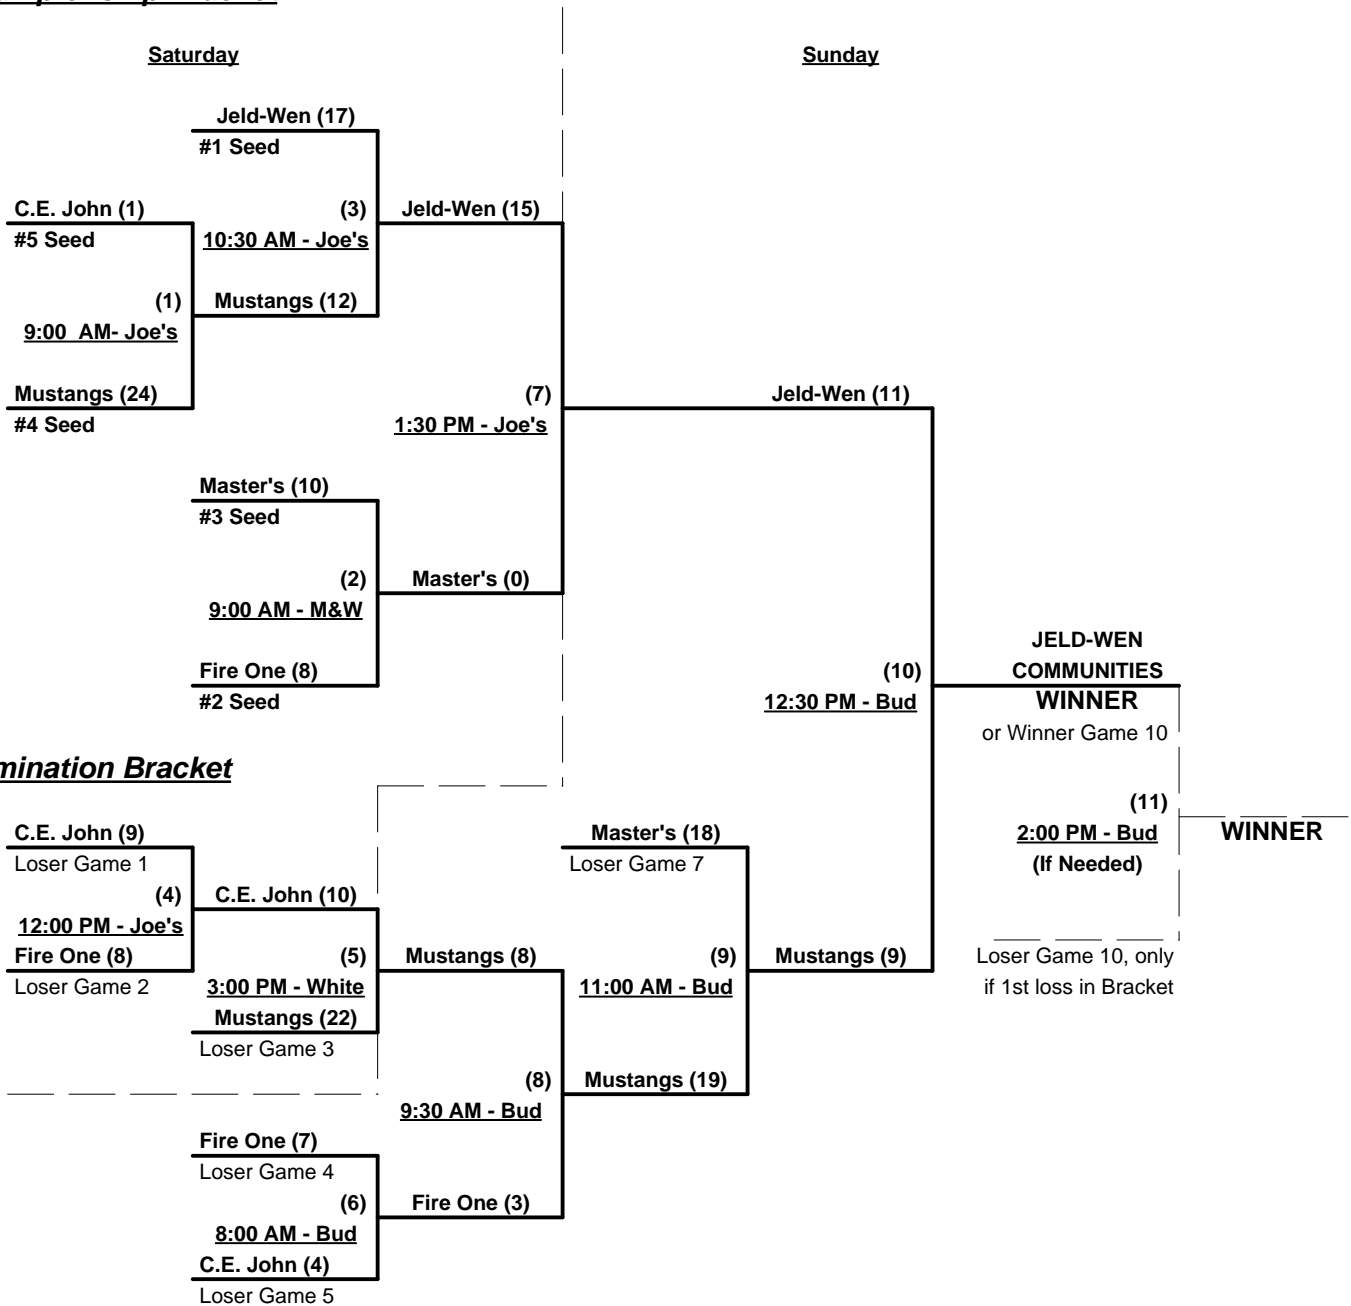 Saturday
Sunday
Jeld-Wen (17)
#1 Seed
C.E. John (1)
(3)
Jeld-Wen (15)
#5 Seed
10:30 AM - Joe's
(1)
Mustangs (12)
9:00  AM- Joe's
Mustangs (24)
(7)
Jeld-Wen (11)
#4 Seed
1:30 PM - Joe's
Master's (10)
#3 Seed
(2)
Master's (0)
9:00 AM - M&W
JELD-WEN
Fire One (8)
(10)
COMMUNITIES
#2 Seed
12:30 PM - Bud
WINNER
or Winner Game 10
mination Bracket
(11)
C.E. John (9)
Master's (18)
2:00 PM - Bud
WINNER
Loser Game 1
Loser Game 7
(If Needed)
(4)
C.E. John (10)
12:00 PM - Joe's
Fire One (8)
(5)
Mustangs (8)
(9)
Mustangs (9)
Loser Game 10, only
Loser Game 2
3:00 PM - White
11:00 AM - Bud
if 1st loss in Bracket
Mustangs (22)
Loser Game 3
(8)
Mustangs (19)
9:30 AM - Bud
Fire One (7)
Loser Game 4
(6)
Fire One (3)
8:00 AM - Bud
C.E. John (4)
Loser Game 5